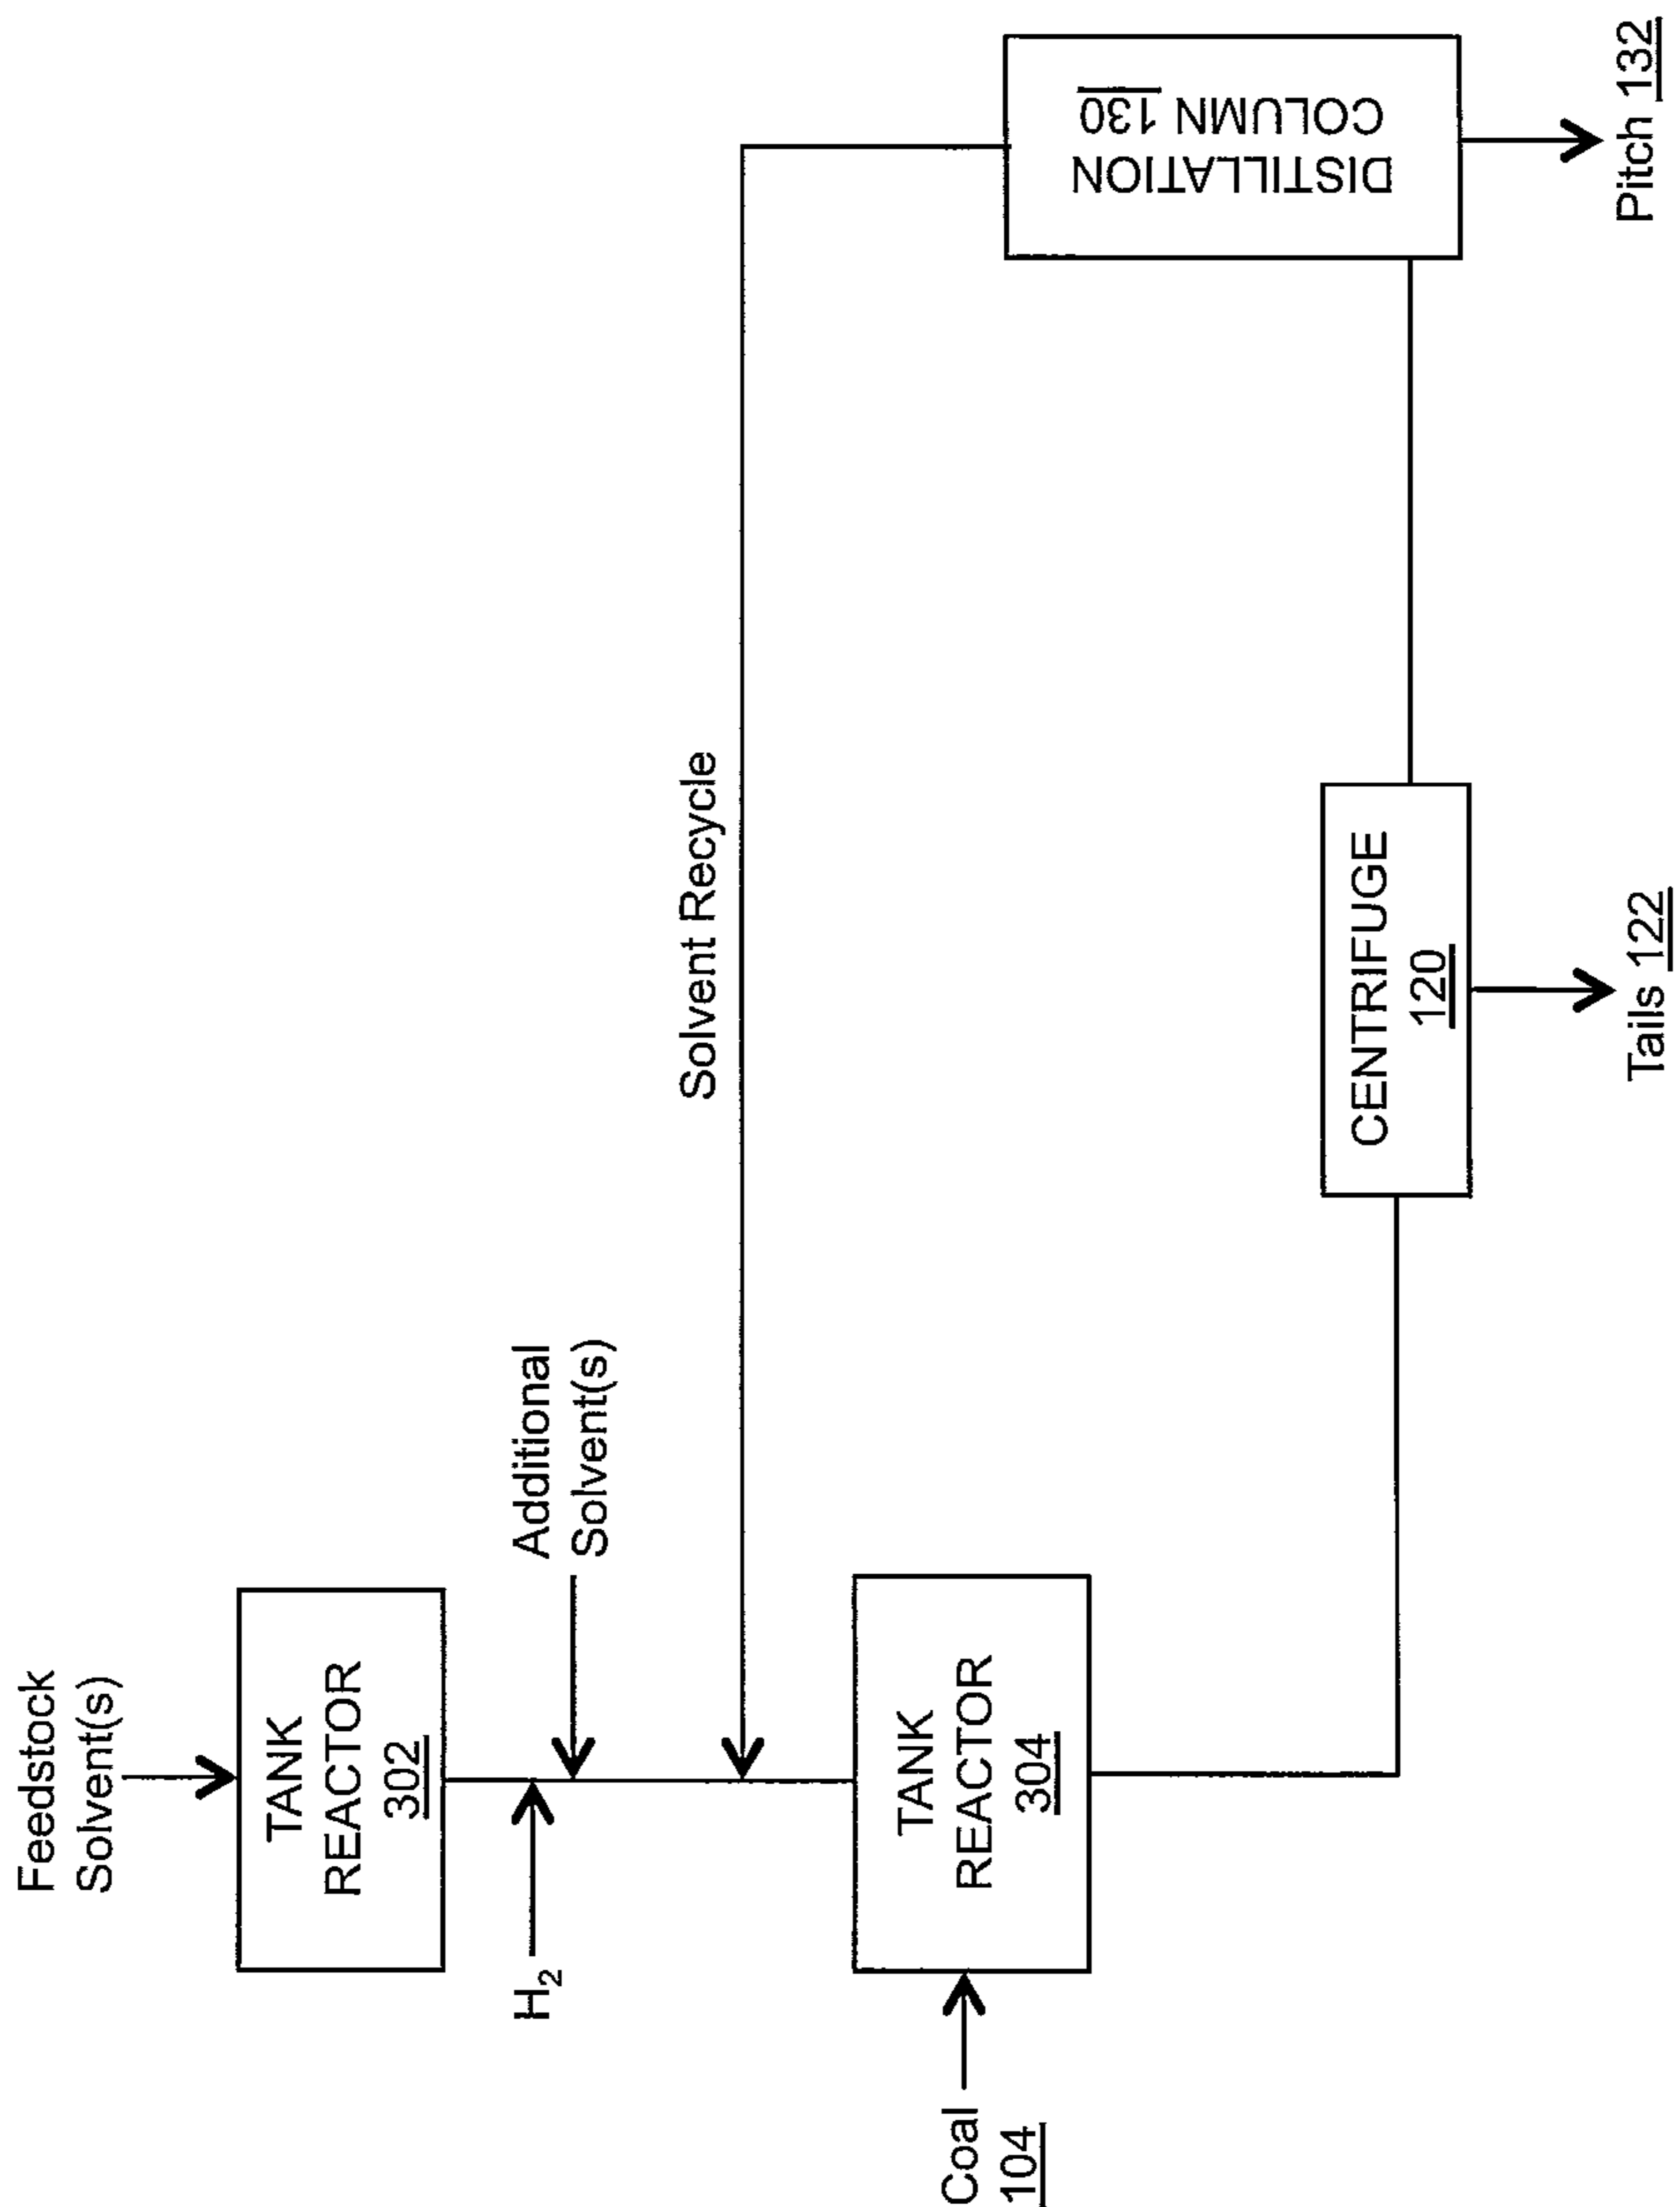 Feedstock
Solvent(s)
TANK
REACTOR
302
H₂
Additional
Solvent(s)
Solvent Recycle
Coal
104
TANK
REACTOR
304
CENTRIFUGE
120
Tails 122
DISTILLATION
COLUMN 130
Pitch 132